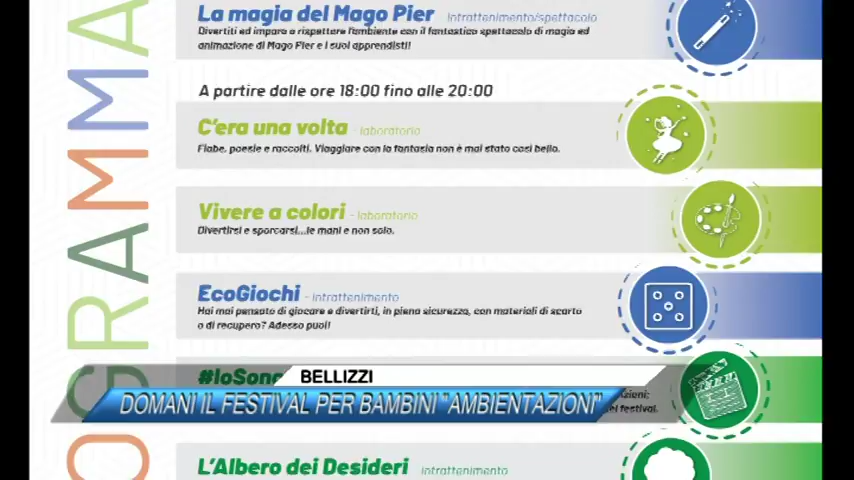 La magia del Mago Pier intrattenimento/spettacolo
Divertiti ed impara a rispettare l'ambiente con il fantastico spettacolo di magia ed
animazione di Mago Pier e i suoi apprendisti!
A partire dalle ore 18:00 fino alle 20:00
C'era una volta - laboratorio
Fiabe, poesie e racconti. Viaggiare con la fantasia non è mai stato così bello.
Vivere a colori - laboratorio
Divertirsi e sporcarsi...le mani e non solo.
EcoGiochi - intrattenimento
Hai mai pensato di giocare e divertirti, in piena sicurezza, con materiali di scarto
o di recupero? Adesso puoi!
#IoSono
festival.
BELLIZZI
DOMANI IL FESTIVAL PER BAMBINI "AMBIENTAZIONI"
L'Albero dei Desideri intrattenimento
OGRAMMA